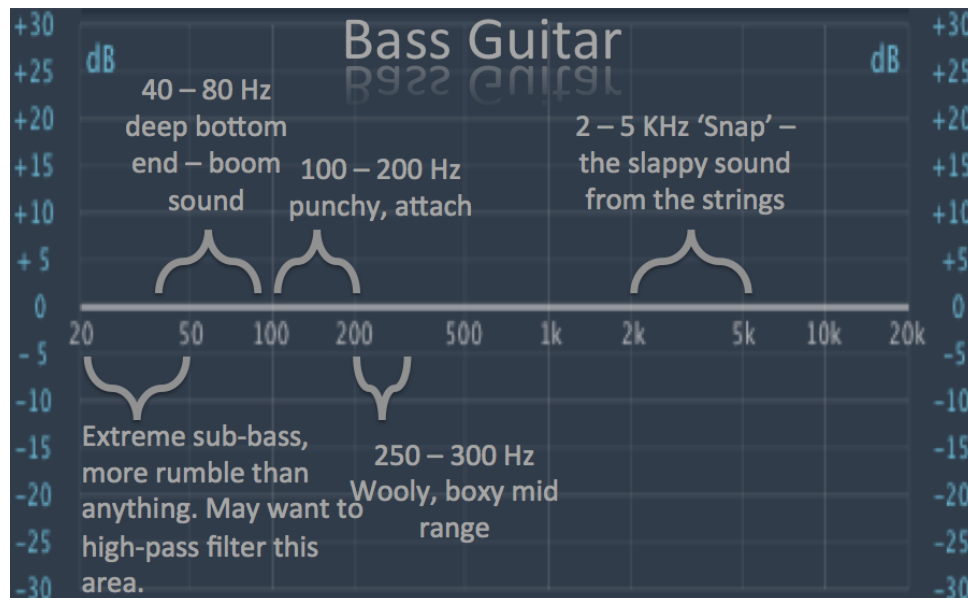 Bass Guitar
+30
+25
+20
+15
+10
+ 5
0
- 5
-10
-15
-20
-25
-30
dB
40 – 80 Hz
deep bottom
end – boom
sound
100 – 200 Hz
punchy, attach
2 – 5 KHz ‘Snap’ –
the slappy sound
from the strings
dB
+30
+25
+20
+15
+10
+5
0
-5
-10
-15
-20
-25
-30
20 50 100 200 500 1k 2k 5k 10k 20k
Extreme sub-bass,
more rumble than
anything. May want to
high-pass filter this
area.
250 – 300 Hz
Wooly, boxy mid
range